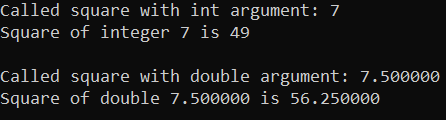 Called square with int argument: 7
Square of integer 7 is 49
Called square with double argument: 7.500000
Square of double 7.500000 is 56.250000